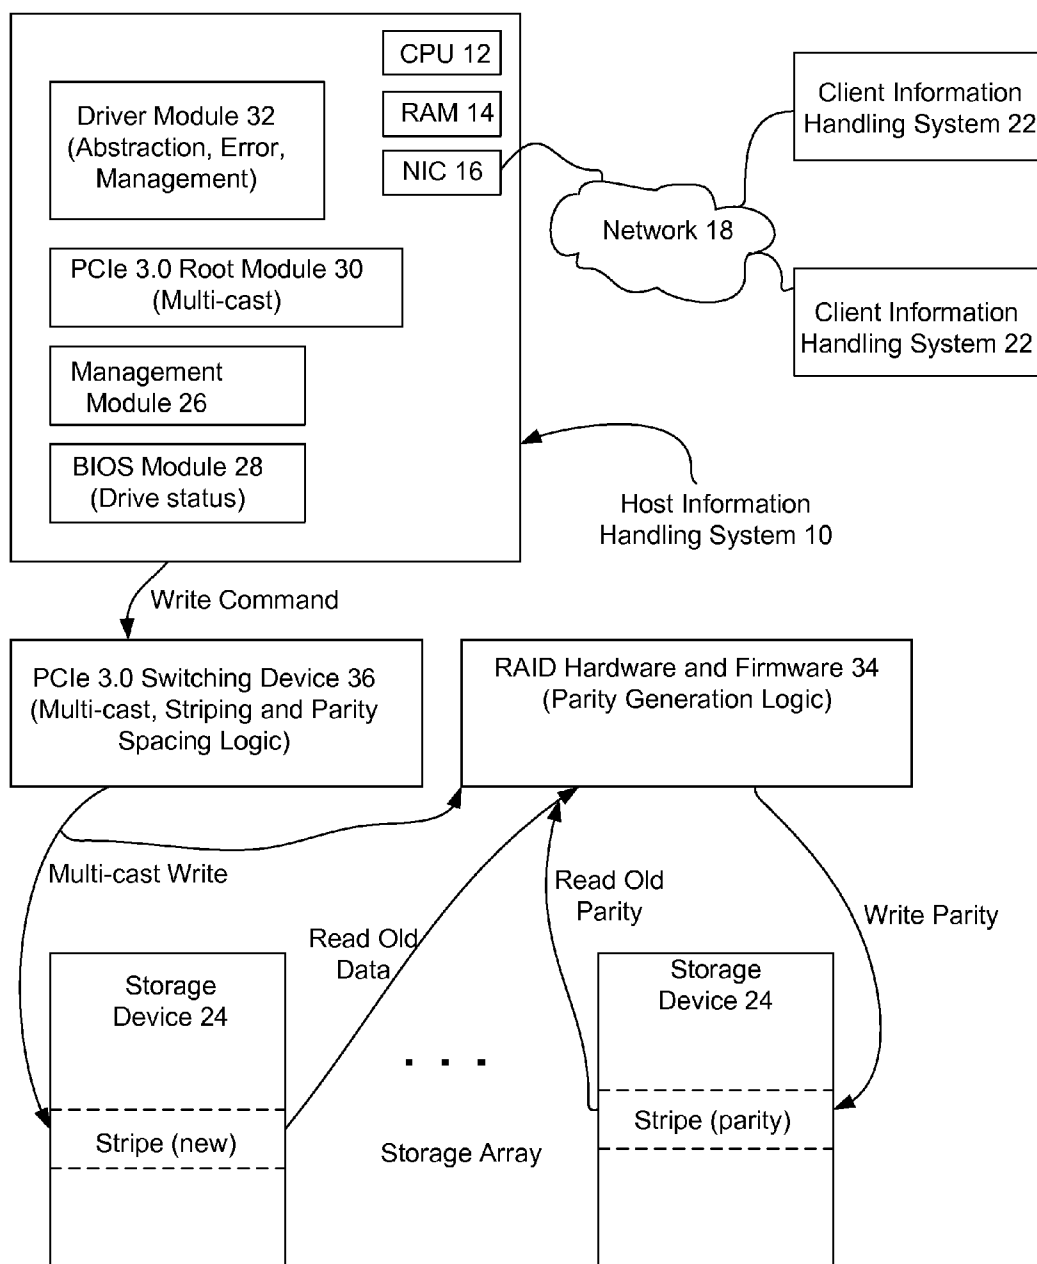 CPU 12
RAM 14
NIC 16
Driver Module 32
(Abstraction, Error,
Management)
PCIe 3.0 Root Module 30
(Multi-cast)
Management
Module 26
BIOS Module 28
(Drive status)
Network 18
Client Information
Handling System 22
Client Information
Handling System 22
Host Information
Handling System 10
Write Command
PCIe 3.0 Switching Device 36
(Multi-cast, Striping and Parity
Spacing Logic)
RAID Hardware and Firmware 34
(Parity Generation Logic)
Multi-cast Write
Read Old
Data
Read Old
Parity
Write Parity
Storage
Device 24
Stripe (new)
. . .
Storage Array
Storage
Device 24
Stripe (parity)